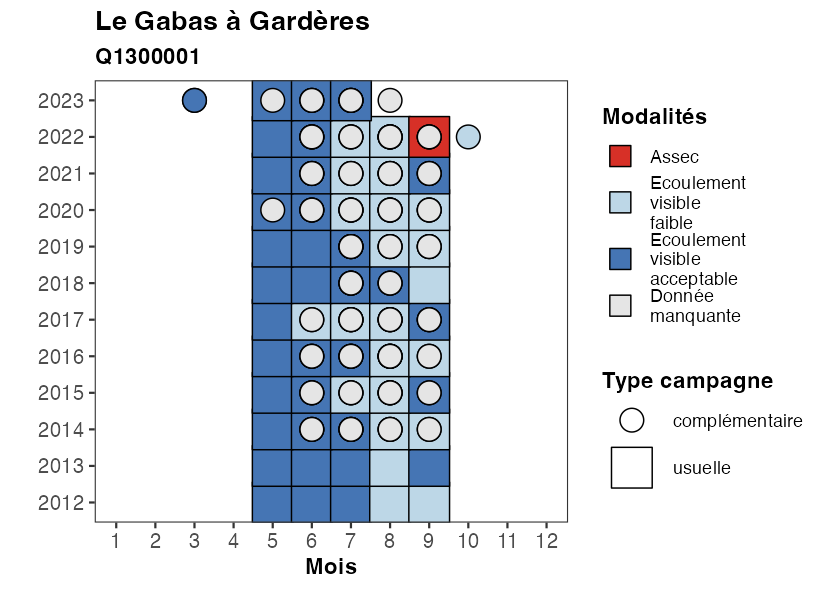 Le Gabas à Gardères
Q1300001
2023
2022
2021
2020
2019
2018
2017
2016
2015
2014
2013
2012
1 2 3 4 5 6 7 8 9 10 11 12
Mois
Modalités
Assec
Ecoulement
visible
faible
Ecoulement
visible
acceptable
Donnée
manquante
Type campagne
complémentaire
usuelle